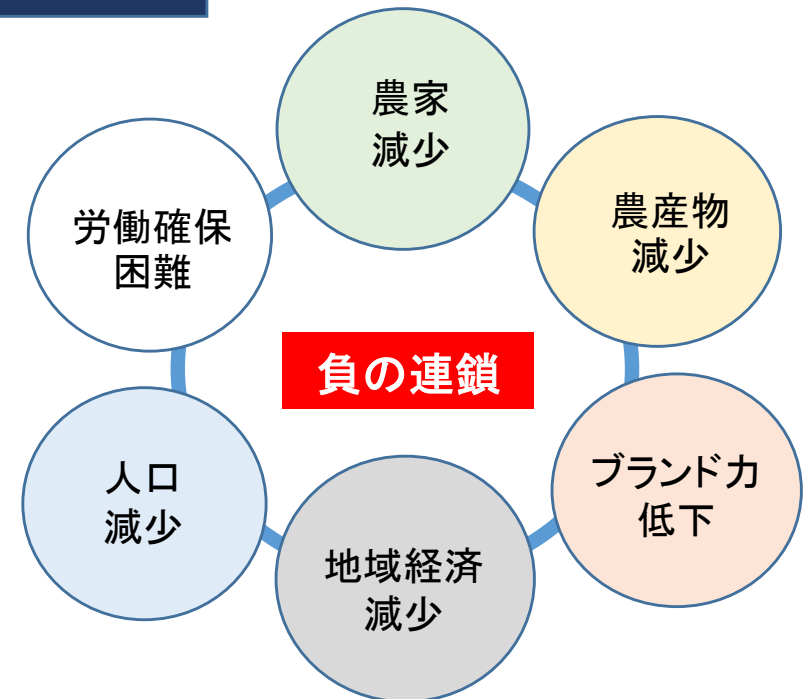 農家
減少
農産物
減少
ブランド力
低下
地域経済
減少
人口
減少
労働確保
困難
負の連鎖